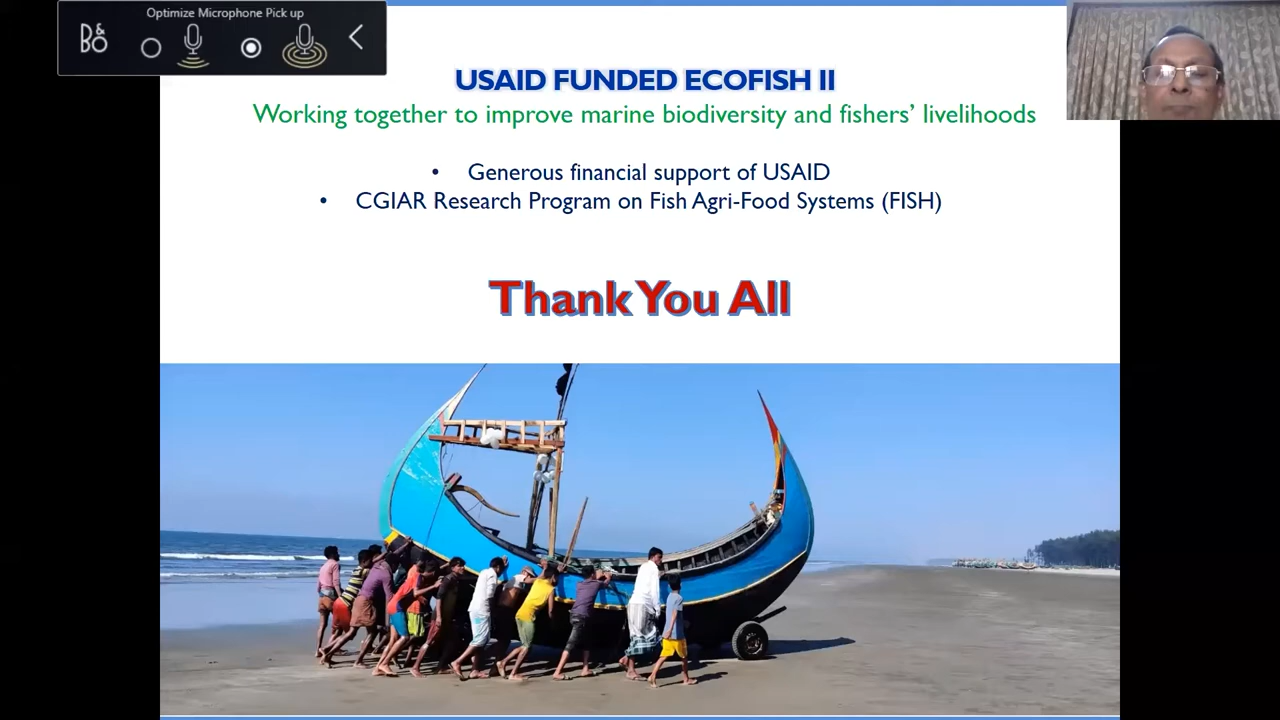 Optimize Microphone Pick up
B&O
USAID FUNDED ECOFISH II
Working together to improve marine biodiversity and fishers' livelihoods
• Generous financial support of USAID
• CGIAR Research Program on Fish Agri-Food Systems (FISH)
Thank You All